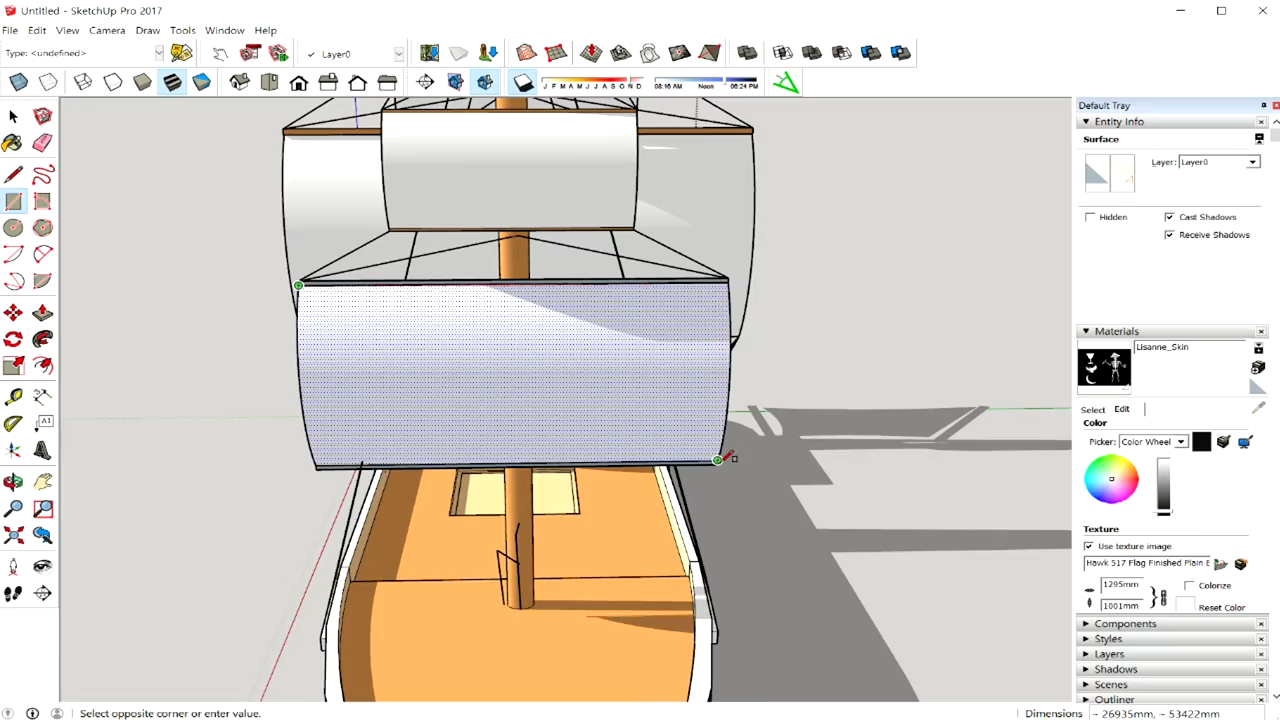 Untitled - SketchUp Pro 2017
File Edit View Camera Draw Tools Window Help
Type: <undefined>
Layer0
J F M A M J J A S O N D
08:16 AM Noon 06:24 PM
Default Tray
Entity Info
Surface
Layer: Layer0
Hidden
Cast Shadows
Receive Shadows
Materials
Lisanne_Skin
Select Edit
Color
Picker: Color Wheel
Texture
Use texture image
Hawk 517 Flag Finished Plain E
1295mm
Colorize
1001mm
Reset Color
Components
Styles
Layers
Shadows
Scenes
Outliner
A1
Select opposite corner or enter value.
Dimensions ~ 26935mm, ~ 53422mm